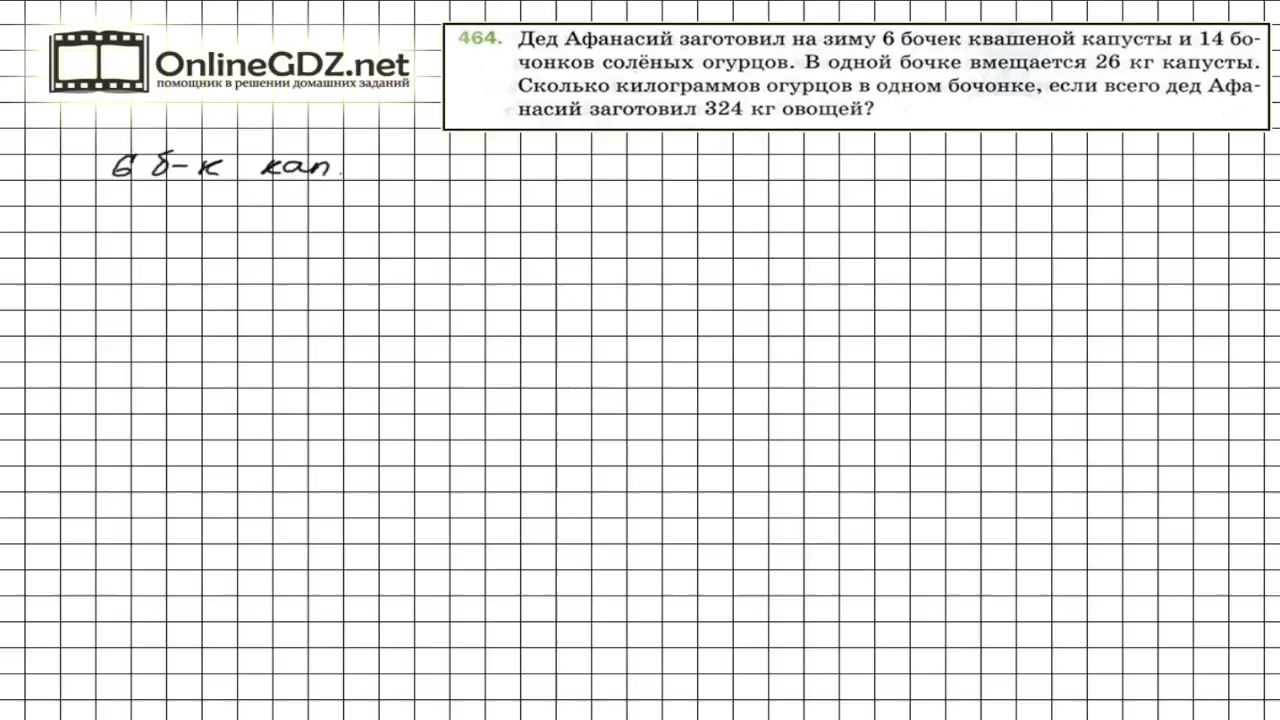 OnlineGDZ.net
помощник в решении домашних заданий
464. Дед Афанасий заготовил на зиму 6 бочек квашеной капусты и 14 бо-
чонков солёных огурцов. В одной бочке вмещается 26 кг капусты.
Сколько килограммов огурцов в одном бочонке, если всего дед Афа-
насий заготовил 324 кг овощей?
6 б-к кап.